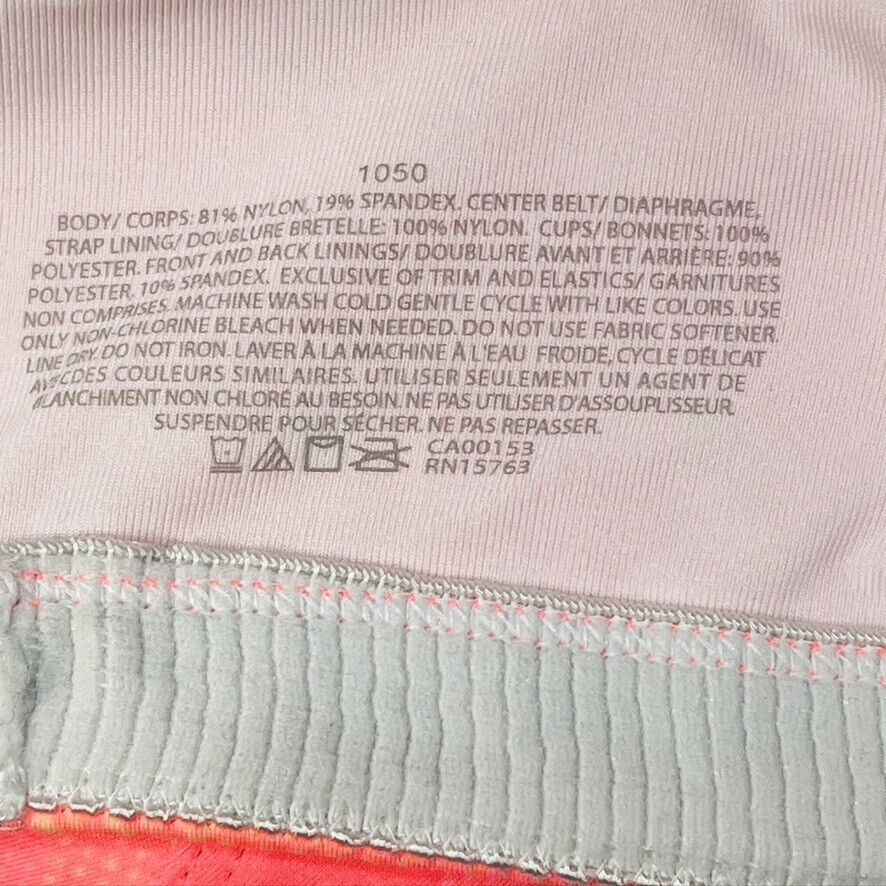 1050
BODY/ CORPS: 81% NYLON, 19% SPANDEX. CENTER BELT/ DIAPHRAGME,
STRAP LINING/ DOUBLURE BRETELLE: 100% NYLON. CUPS/ BONNETS: 100%
POLYESTER. FRONT AND BACK LININGS/ DOUBLURE AVANT ET ARRIÈRE: 90%
POLYESTER, 10% SPANDEX. EXCLUSIVE OF TRIM AND ELASTICS/ GARNITURES
NON COMPRISES. MACHINE WASH COLD GENTLE CYCLE WITH LIKE COLORS. USE
ONLY NON-CHLORINE BLEACH WHEN NEEDED. DO NOT USE FABRIC SOFTENER.
LINE DRY. DO NOT IRON. LAVER À LA MACHINE À L'EAU FROIDE, CYCLE DÉLICAT
AVEC DES COULEURS SIMILAIRES. UTILISER SEULEMENT UN AGENT DE
BLANCHIMENT NON CHLORÉ AU BESOIN. NE PAS UTILISER D'ASSOUPLISSEUR.
SUSPENDRE POUR SÉCHER. NE PAS REPASSER.
CA00153
RN15763